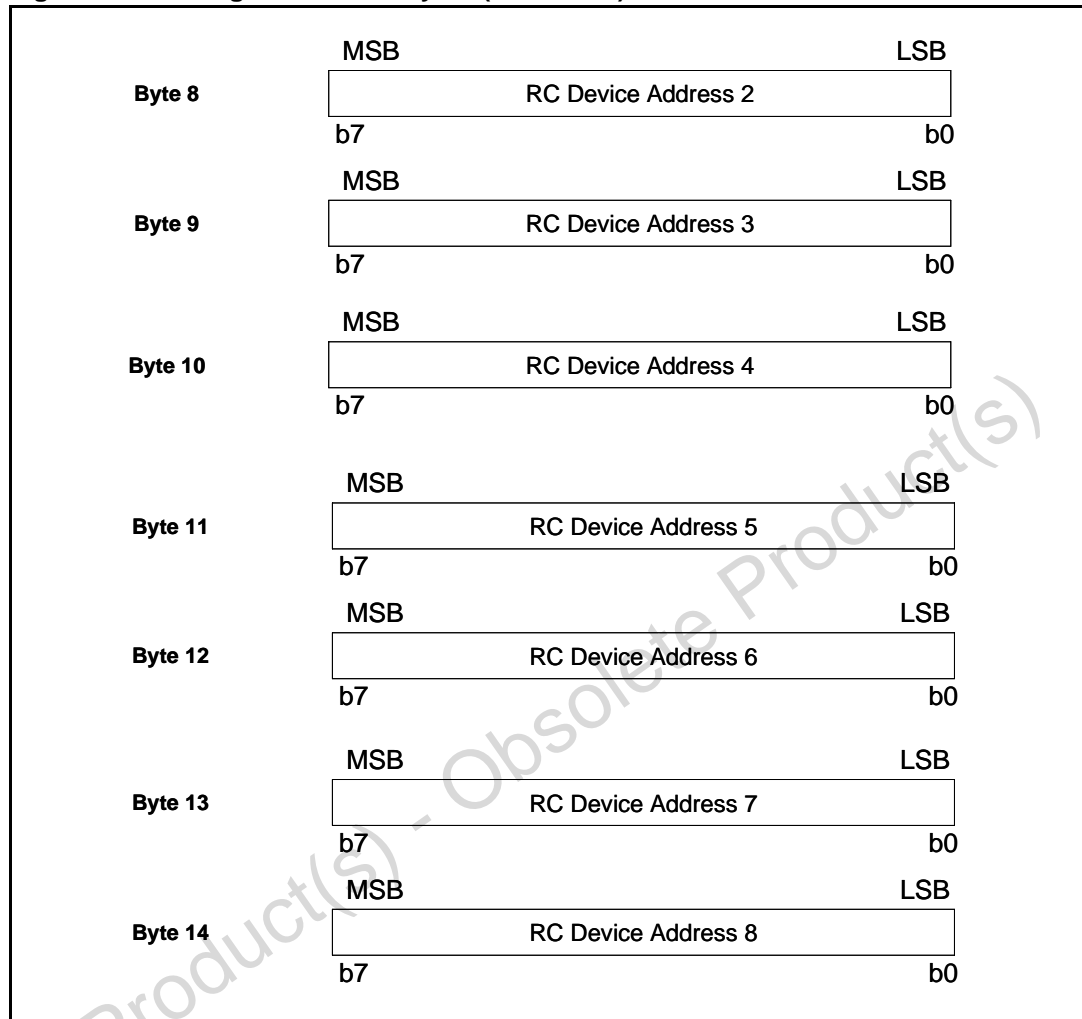 MSB LSB
Byte 8 RC Device Address 2
b7 b0
MSB LSB
Byte 9 RC Device Address 3
b7 b0
MSB LSB
Byte 10 RC Device Address 4
b7 b0
MSB LSB
Byte 11 RC Device Address 5
b7 b0
MSB LSB
Byte 12 RC Device Address 6
b7 b0
MSB LSB
Byte 13 RC Device Address 7
b7 b0
MSB LSB
Byte 14 RC Device Address 8
b7 b0
Product(s) - Obsolete Product(s)